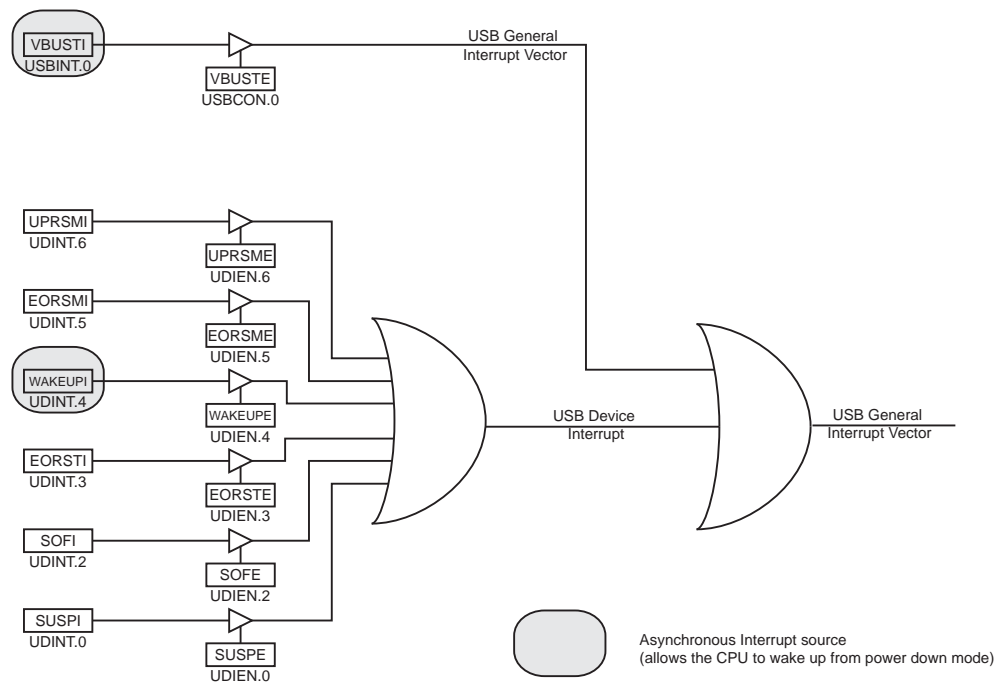 VBUSTI
USBINT.0
VBUSTE
USBCON.0
USB General
Interrupt Vector
UPRSMI
UDINT.6
UPRSME
UDIEN.6
EORSMI
UDINT.5
EORSME
UDIEN.5
WAKEUPI
UDINT.4
WAKEUPE
UDIEN.4
USB Device
Interrupt
USB General
Interrupt Vector
EORSTI
UDINT.3
EORSTE
UDIEN.3
SOFI
UDINT.2
SOFE
UDIEN.2
SUSPI
UDINT.0
SUSPE
UDIEN.0
Asynchronous Interrupt source
(allows the CPU to wake up from power down mode)